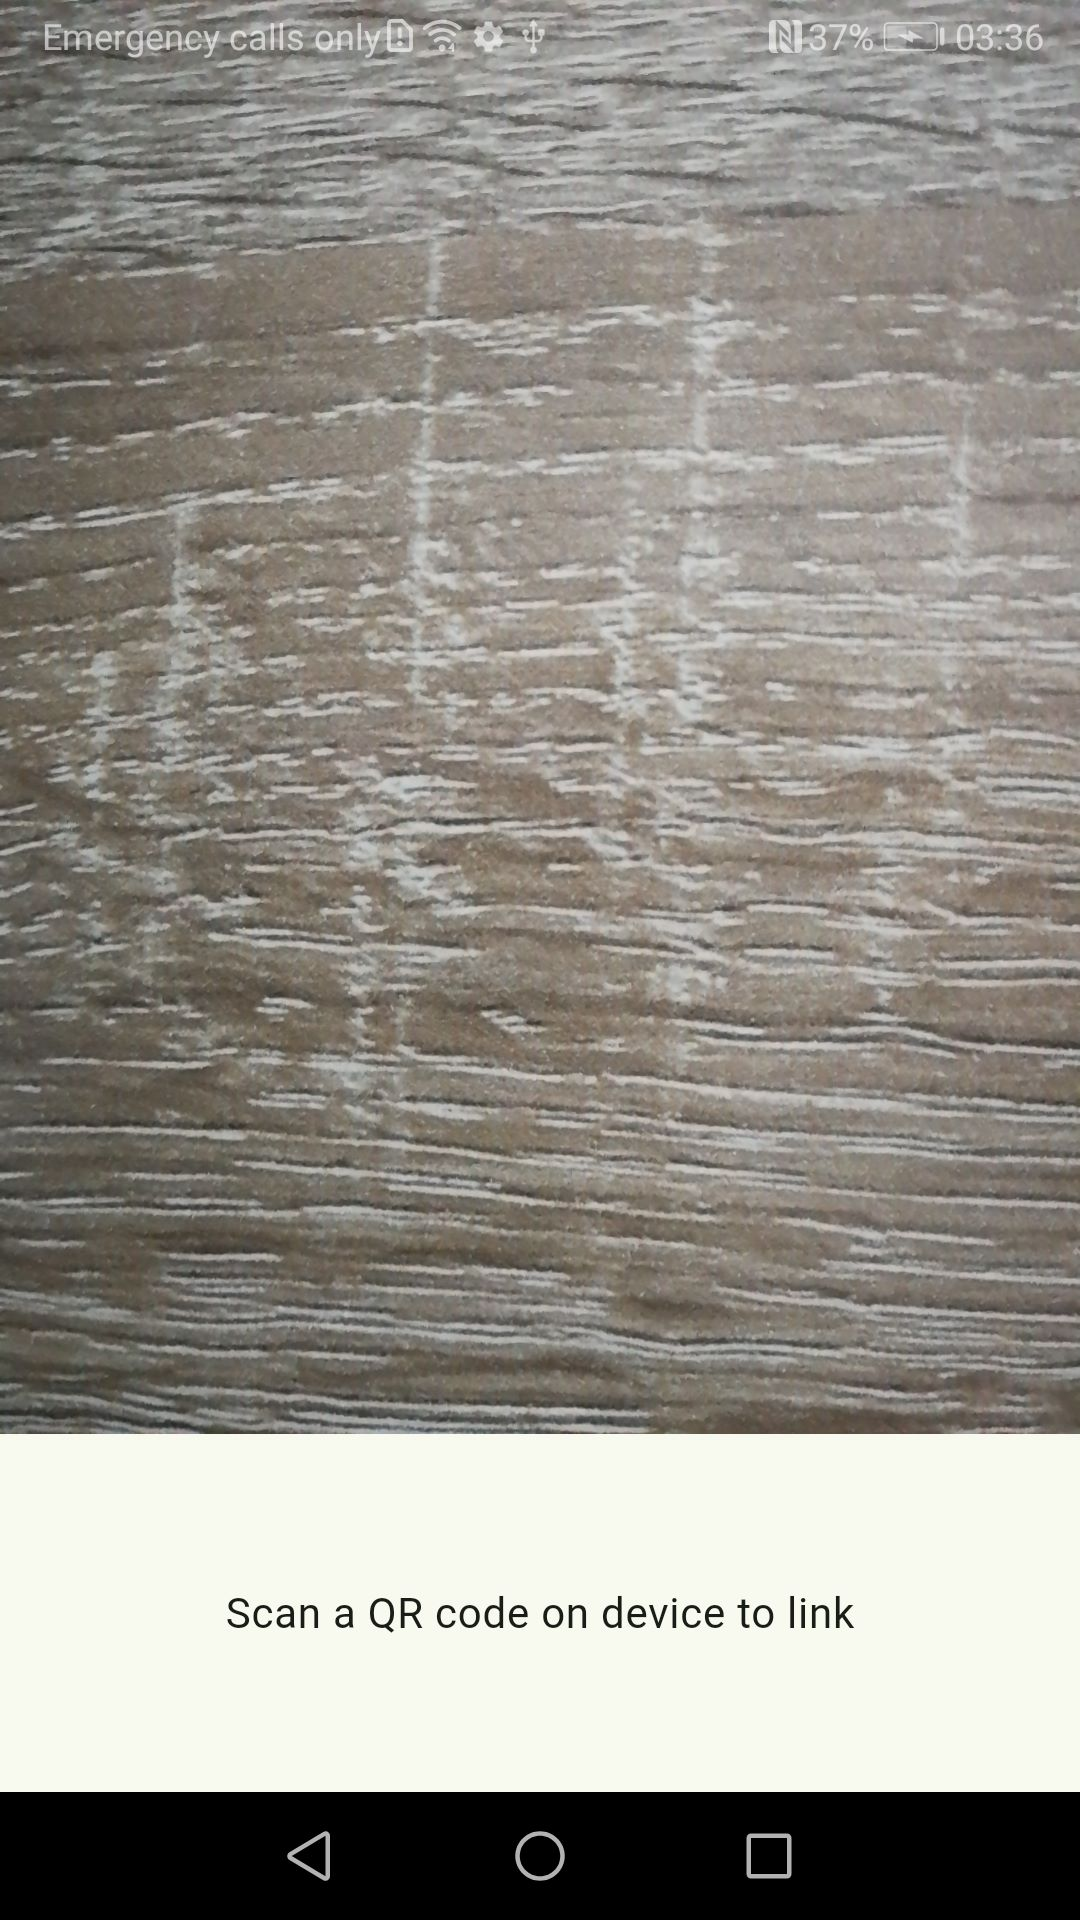 Emergency calls only 37% 03:36
Scan a QR code on device to link